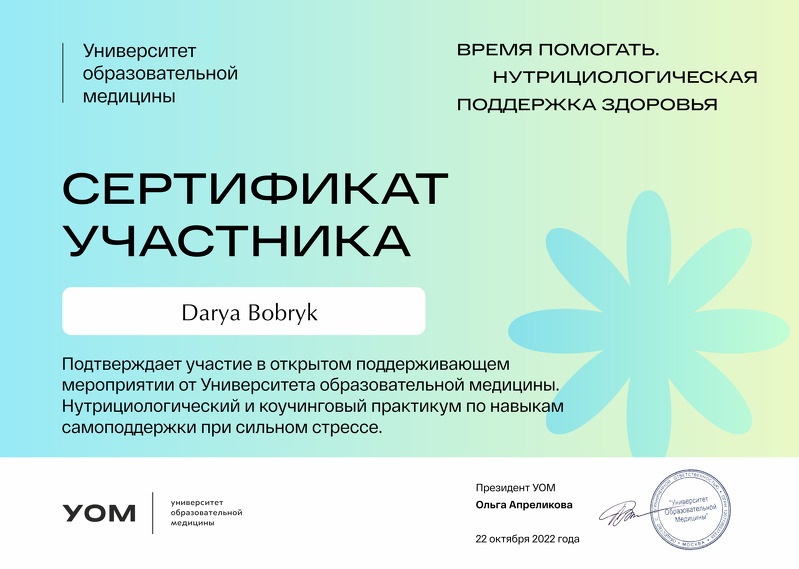 Университет
образовательной
медицины
ВРЕМЯ ПОМОГАТЬ.
НУТРИЦИОЛОГИЧЕСКАЯ
ПОДДЕРЖКА ЗДОРОВЬЯ
СЕРТИФИКАТ
УЧАСТНИКА
Darya Bobryk
Подтверждает участие в открытом поддерживающем
мероприятии от Университета образовательной медицины.
Нутрициологический и коучинговый практикум по навыкам
самоподдержки при сильном стрессе.
УОМ
университет
образовательной
медицины
Президент УОМ
Ольга Апреликова
22 октября 2022 года
"Университет
Образовательной
Медицины"
МОСКВА